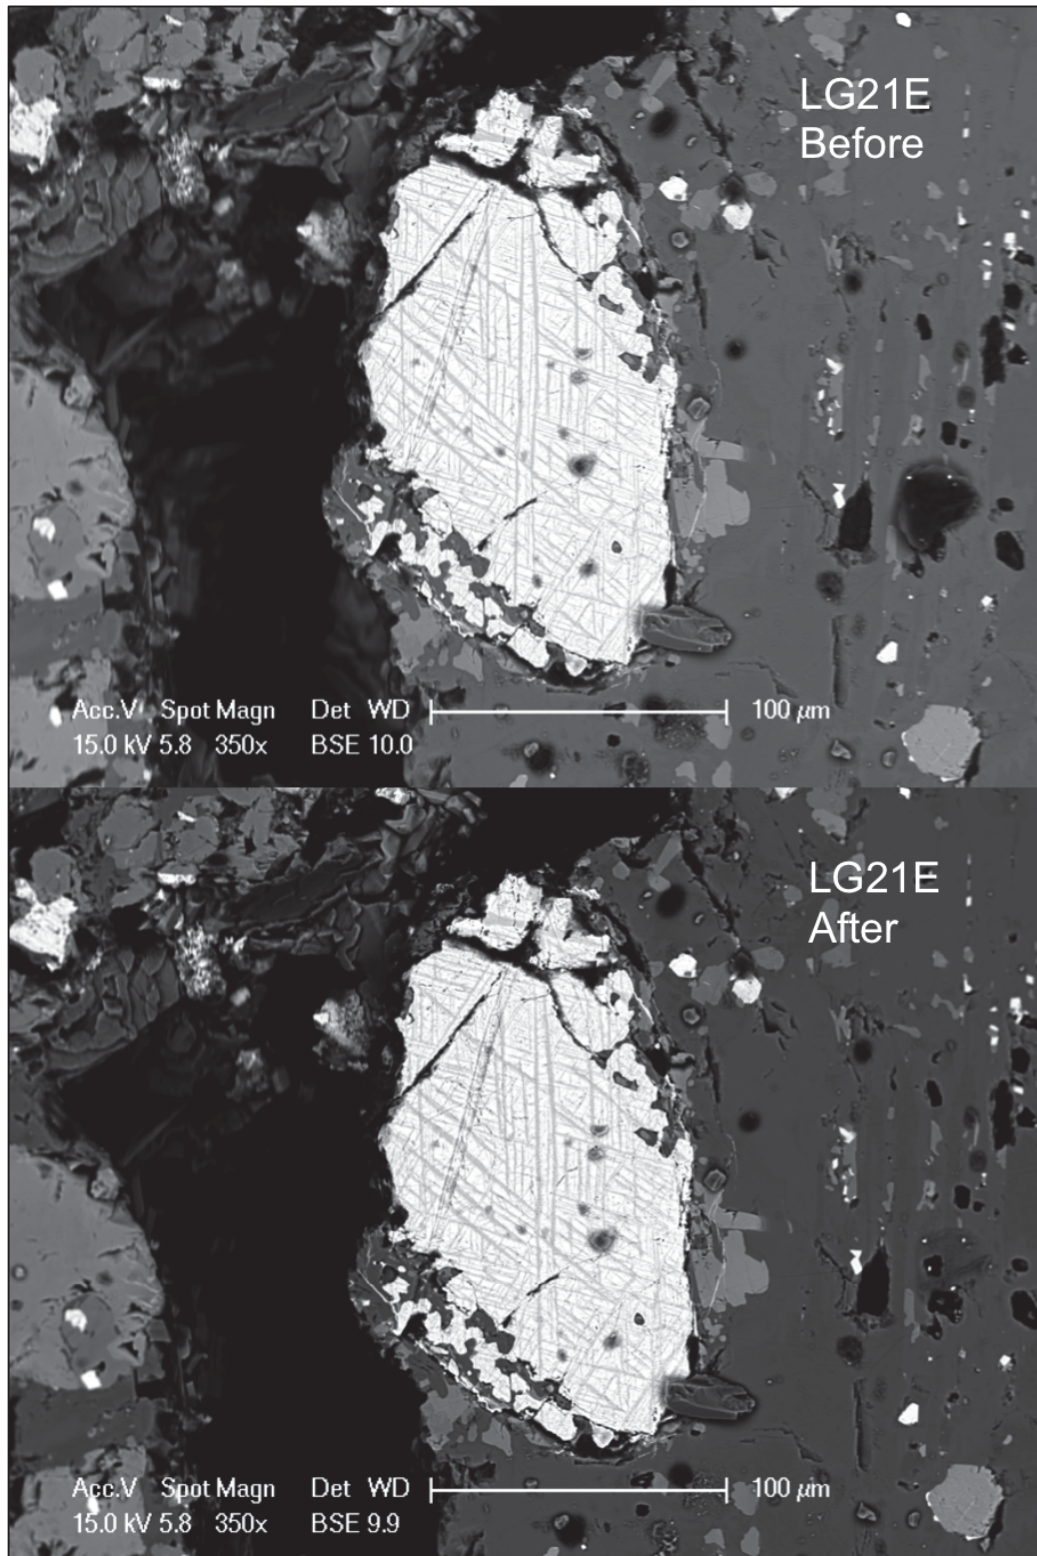 LG21E
Before
Acc.V Spot Magn Det WD 100 µm
15.0 kV 5.8 350x BSE 10.0
LG21E
After
Acc.V Spot Magn Det WD 100 µm
15.0 kV 5.8 350x BSE 9.9